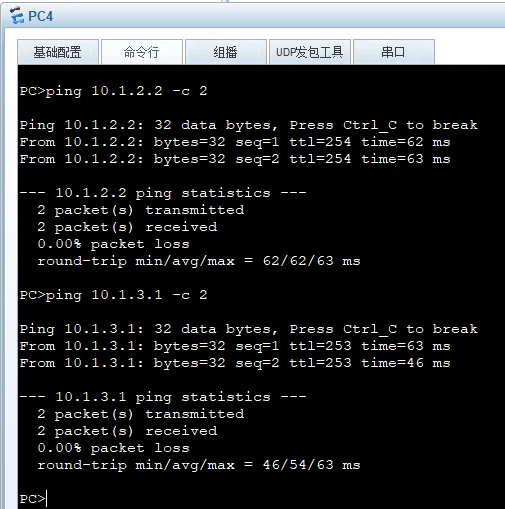 PC4
基础配置 命令行 组播 UDP发包工具 串口
PC>ping 10.1.2.2 -c 2
Ping 10.1.2.2: 32 data bytes, Press Ctrl_C to break
From 10.1.2.2: bytes=32 seq=1 ttl=254 time=62 ms
From 10.1.2.2: bytes=32 seq=2 ttl=254 time=63 ms
--- 10.1.2.2 ping statistics ---
2 packet(s) transmitted
2 packet(s) received
0.00% packet loss
round-trip min/avg/max = 62/62/63 ms
PC>ping 10.1.3.1 -c 2
Ping 10.1.3.1: 32 data bytes, Press Ctrl_C to break
From 10.1.3.1: bytes=32 seq=1 ttl=253 time=63 ms
From 10.1.3.1: bytes=32 seq=2 ttl=253 time=46 ms
--- 10.1.3.1 ping statistics ---
2 packet(s) transmitted
2 packet(s) received
0.00% packet loss
round-trip min/avg/max = 46/54/63 ms
PC>